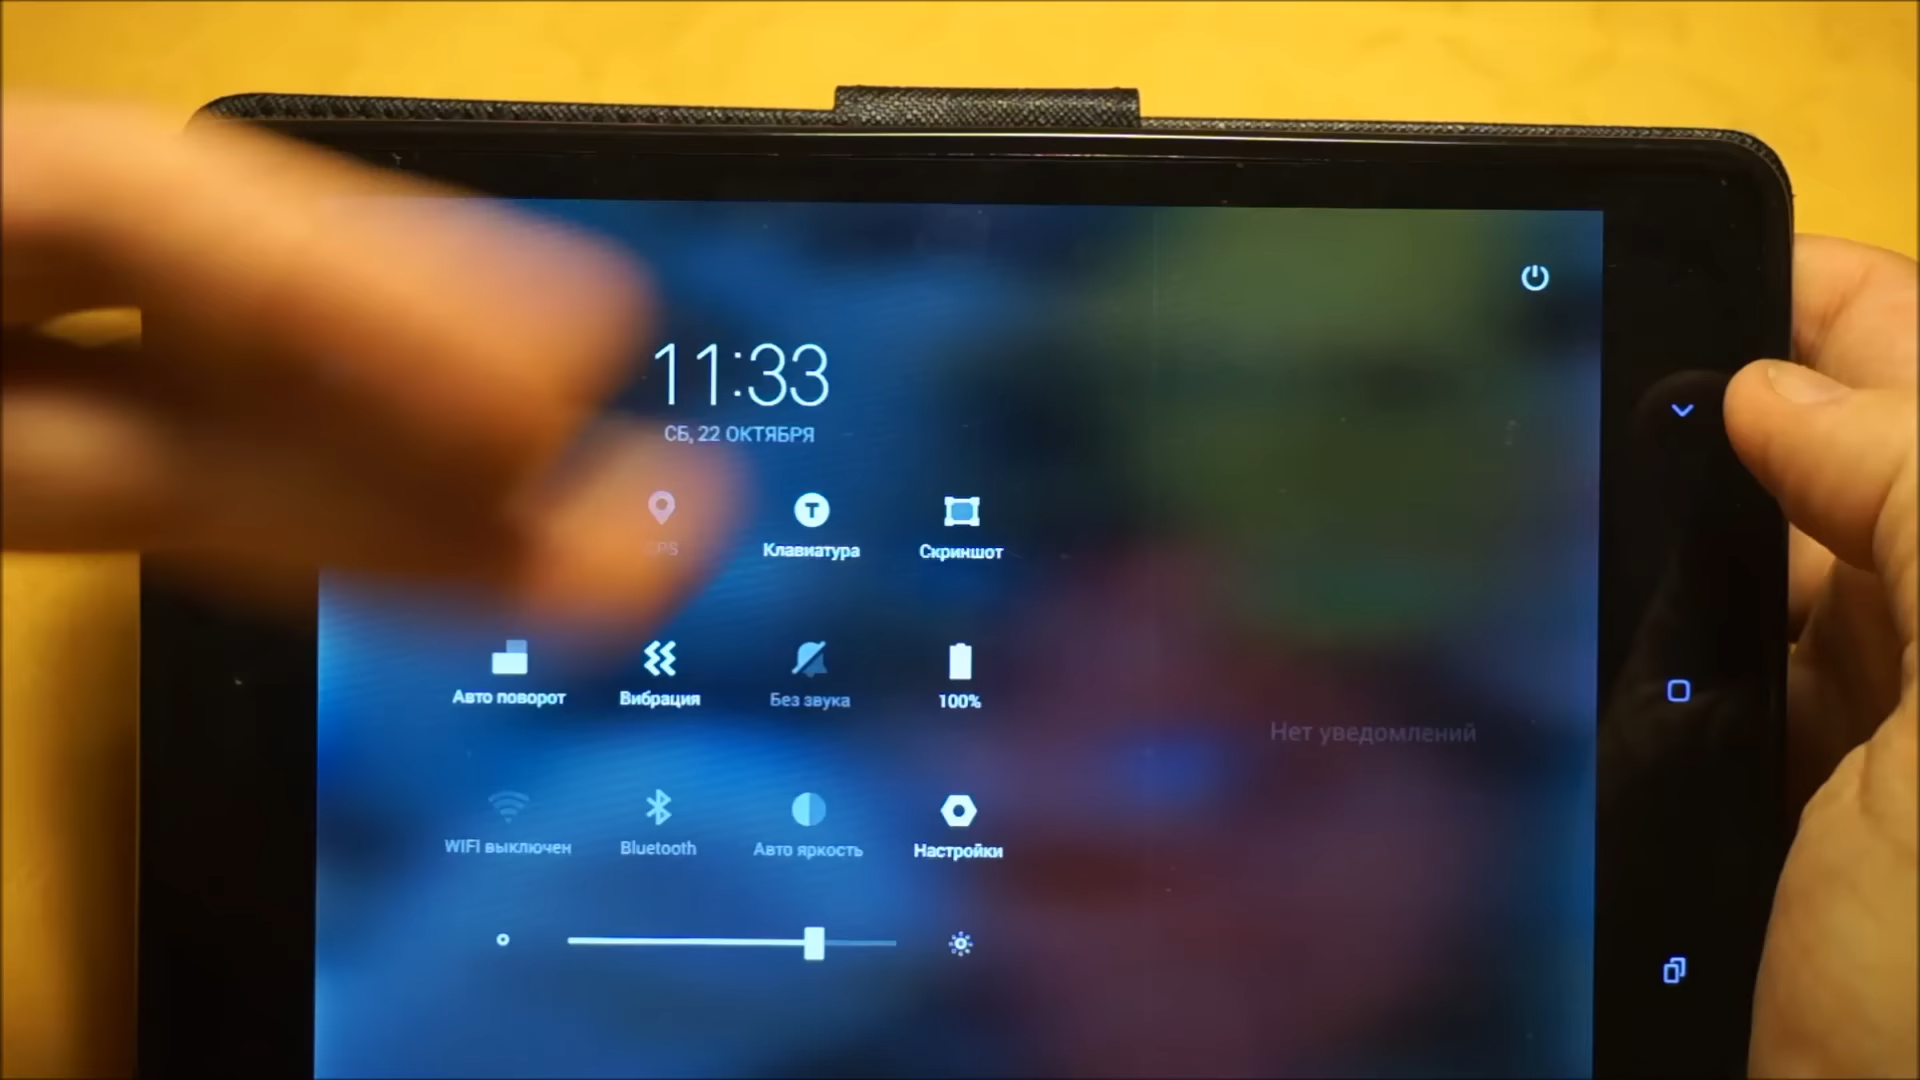 11:33
СБ, 22 ОКТЯБРЯ
Клавиатура
Скриншот
Авто поворот
Вибрация
Без звука
100%
Нет уведомлений
WIFI выключен
Bluetooth
Авто яркость
Настройки